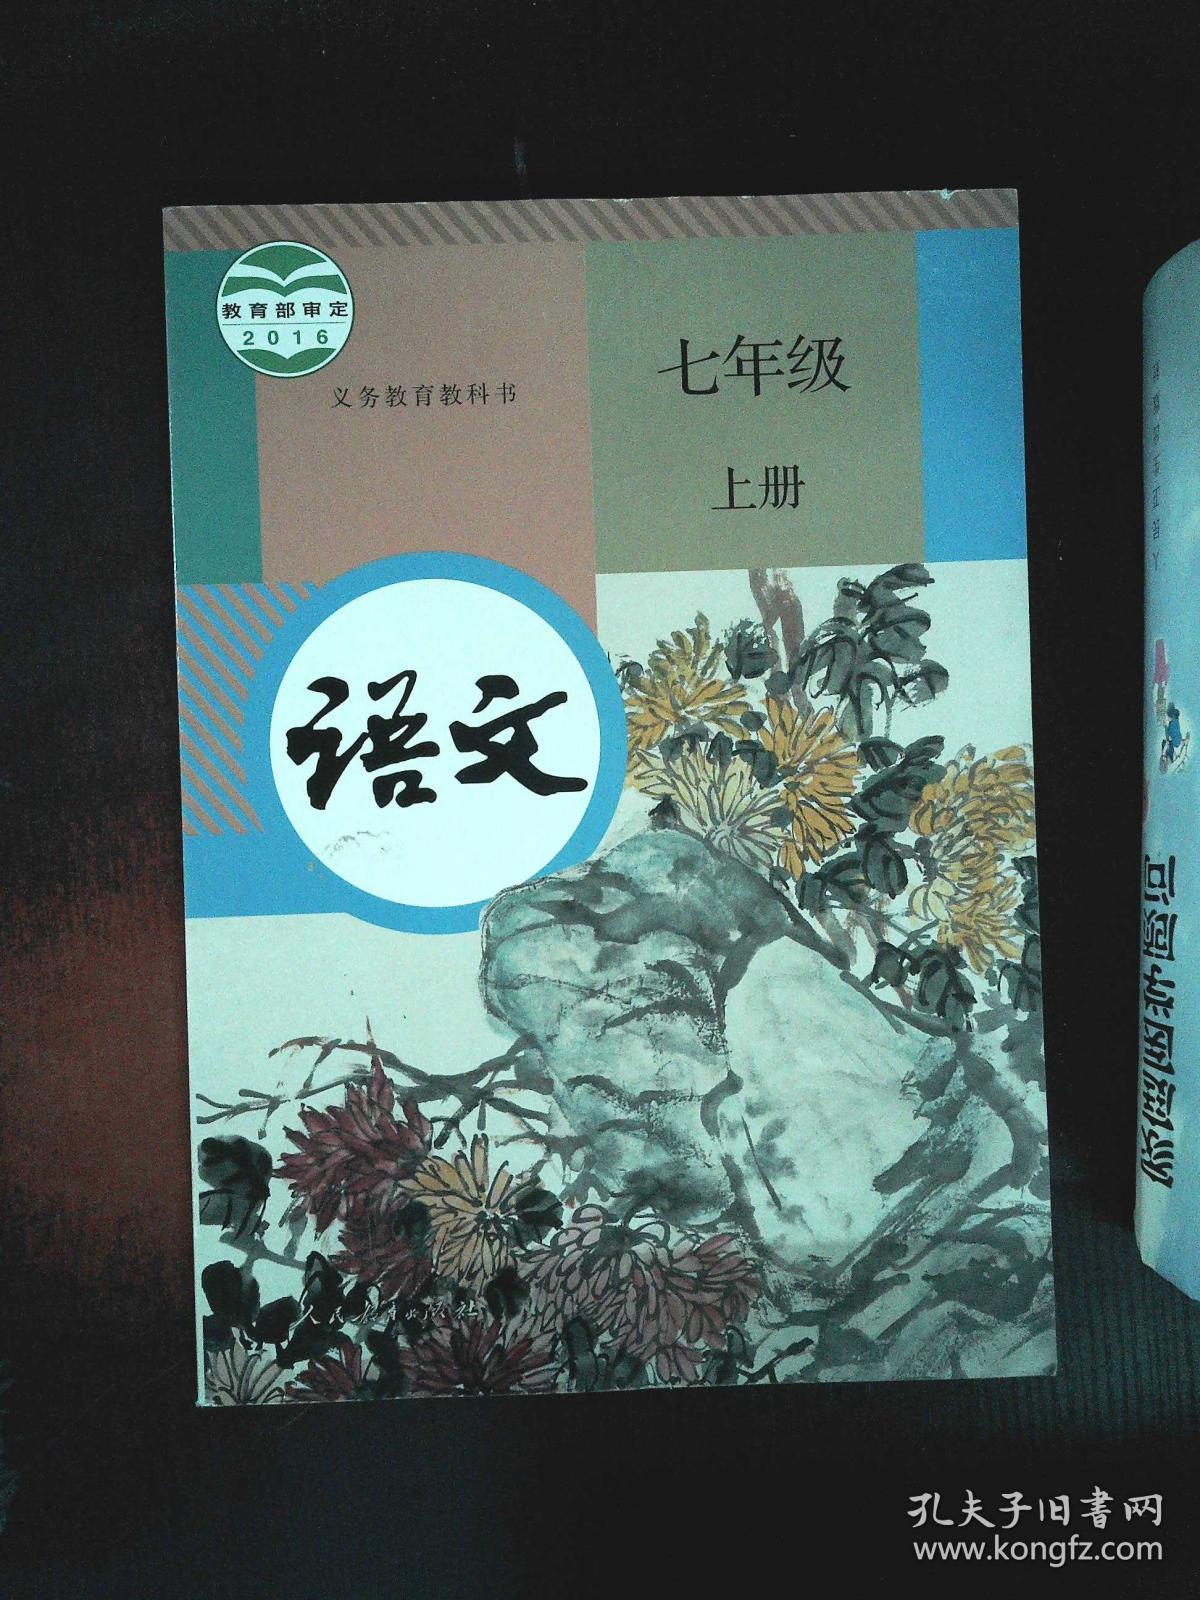 教育部审定
2016
义务教育教科书
七年级
上册
语文
人民教育出版社
孔夫子旧书网
www.kongfz.com